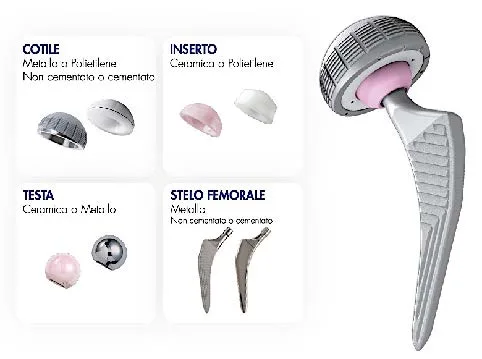 COTILE
Metallo o Polietilene
Non cementato o cementato
INSERTO
Ceramica o Polietilene
TESTA
Ceramica o Metallo
STELO FEMORALE
Metallo
Non cementato o cementato